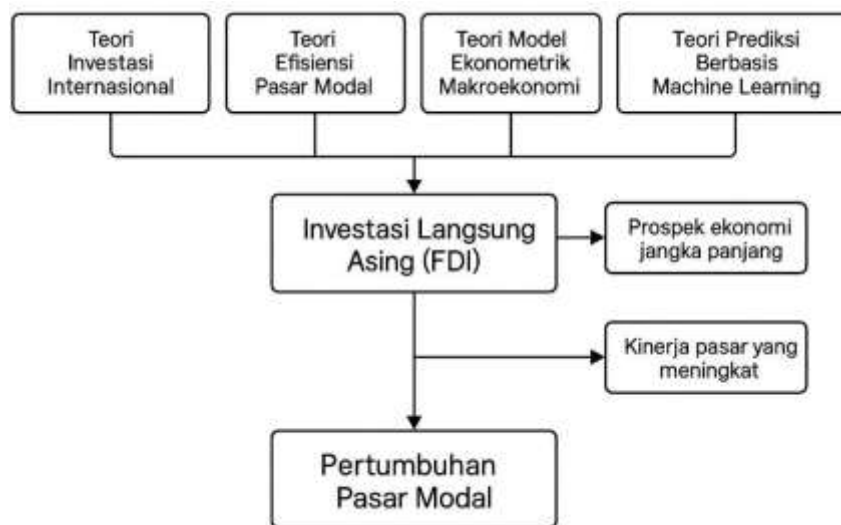 Teori
Investasi
Internasional
Teori
Efisiensi
Pasar Modal
Teori Model
Ekonometrik
Makroekonomi
Teori Prediksi
Berbasis
Machine Learning
Investasi Langsung
Asing (FDI)
Prospek ekonomi
jangka panjang
Kinerja pasar yang
meningkat
Pertumbuhan
Pasar Modal